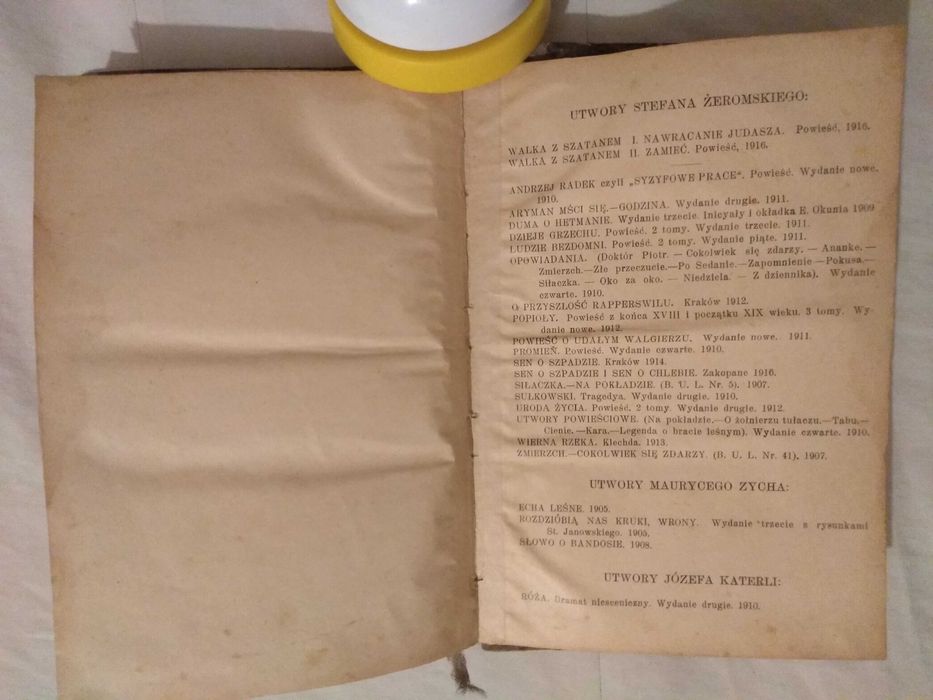 UTWORY STEFANA ŻEROMSKIEGO:
WALKA Z SZATANEM I. NAWRACANIE JUDASZA. Powieść, 1916.
WALKA Z SZATANEM II. ZAMIEĆ. Powieść, 1916.
ANDRZEJ RADEK czyli „SYZYFOWE PRACE". Powieść. Wydanie nowe.
1910.
ARYMAN MŚCI SIĘ.—GODZINA. Wydanie drugie. 1911.
DUMA O HETMANIE. Wydanie trzecie. Inicyały i okładka E. Okunia 1909
DZIEJE GRZECHU. Powieść. 2 tomy. Wydanie trzecie. 1911.
LUDZIE BEZDOMNI. Powieść. 2 tomy. Wydanie piąte. 1911.
OPOWIADANIA. (Doktór Piotr. — Cokolwiek się zdarzy. — Ananke. —
Zmierzch.—Złe przeczucie.—Po Sedanie.—Zapomnienie—Pokusa.—
Siłaczka. — Oko za oko. — Niedziela. — Z dziennika). Wydanie
czwarte. 1910.
O PRZYSZŁOŚĆ RAPPERSWILU. Kraków 1912.
POPIOŁY. Powieść z końca XVIII i początku XIX wieku. 3 tomy. Wy-
danie nowe. 1912.
POWIEŚĆ O UDAŁYM WALGIERZU. Wydanie nowe. 1911.
PROMIEŃ. Powieść. Wydanie czwarte. 1910.
SEN O SZPADZIE. Kraków 1914.
SEN O SZPADZIE I SEN O CHLEBIE. Zakopane 1916.
SIŁACZKA.—NA POKŁADZIE. (B. U. L. Nr. 5). 1907.
SUŁKOWSKI. Tragedya. Wydanie drugie. 1910.
URODA ŻYCIA. Powieść. 2 tomy. Wydanie drugie. 1912.
UTWORY POWIEŚCIOWE. (Na pokładzie.—O żołnierzu tułaczu.—Tabu.—
Cienie.—Kara.—Legenda o bracie leśnym). Wydanie czwarte. 1910.
WIERNA RZEKA. Klechda. 1913.
ZMIERZCH.—COKOLWIEK SIĘ ZDARZY. (B. U. L. Nr. 41). 1907.
UTWORY MAURYCEGO ZYCHA:
ECHA LEŚNE. 1905.
ROZDZIÓBIĄ NAS KRUKI, WRONY. Wydanie trzecie z rysunkami
St. Janowskiego. 1905.
SŁOWO O BANDOSIE. 1908.
UTWORY JÓZEFA KATERLI:
RÓŻA. Dramat niesceniczny. Wydanie drugie. 1910.